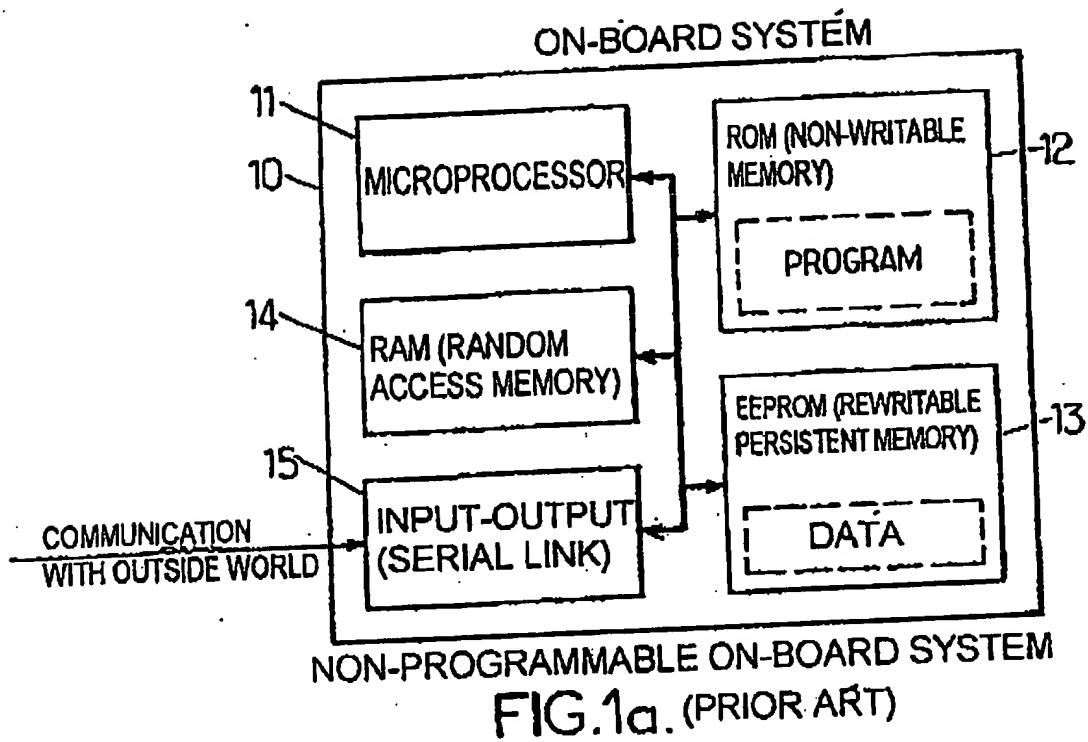 ON-BOARD SYSTEM
11
MICROPROCESSOR
10
ROM (NON-WRITABLE
MEMORY)
12
PROGRAM
14
RAM (RANDOM
ACCESS MEMORY)
EEPROM (REWRITABLE
PERSISTENT MEMORY)
13
DATA
15
INPUT-OUTPUT
(SERIAL LINK)
COMMUNICATION
WITH OUTSIDE WORLD
NON-PROGRAMMABLE ON-BOARD SYSTEM
FIG.1a. (PRIOR ART)